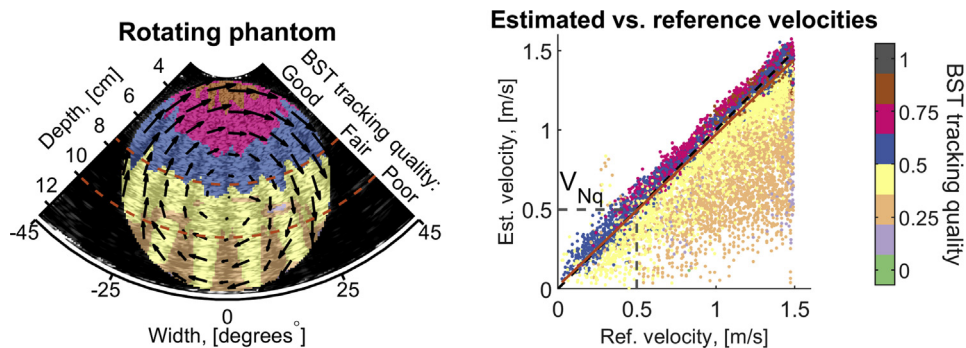 Rotating phantom
Depth, [cm]
4
6
8
10
12
BST tracking quality:
Good
Fair
Poor
-45
-25
0
25
45
Width, [degrees°]
Estimated vs. reference velocities
Est. velocity, [m/s]
1.5
1
0.5
0
V_Nq
0
0.5
1
1.5
Ref. velocity, [m/s]
1
0.75
0.5
0.25
0
BST tracking quality